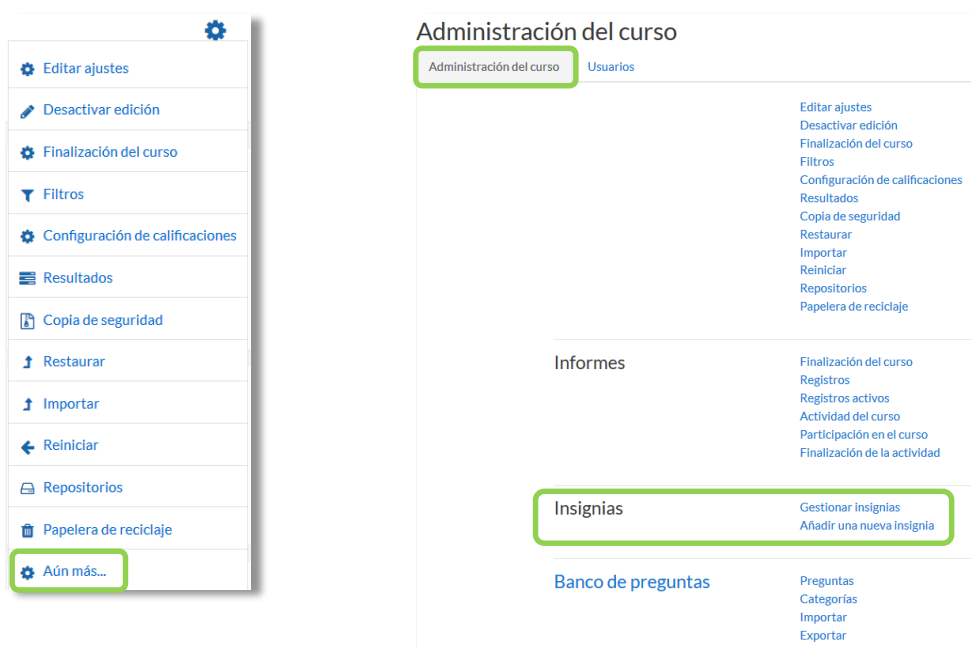 Editar ajustes
Desactivar edición
Finalización del curso
Filtros
Configuración de calificaciones
Resultados
Copia de seguridad
Restaurar
Importar
Reiniciar
Repositorios
Papelera de reciclaje
Aún más...
Administración del curso
Administración del curso Usuarios
Editar ajustes
Desactivar edición
Finalización del curso
Filtros
Configuración de calificaciones
Resultados
Copia de seguridad
Restaurar
Importar
Reiniciar
Repositorios
Papelera de reciclaje
Informes
Finalización del curso
Registros
Registros activos
Actividad del curso
Participación en el curso
Finalización de la actividad
Insignias
Gestionar insignias
Añadir una nueva insignia
Banco de preguntas
Preguntas
Categorías
Importar
Exportar